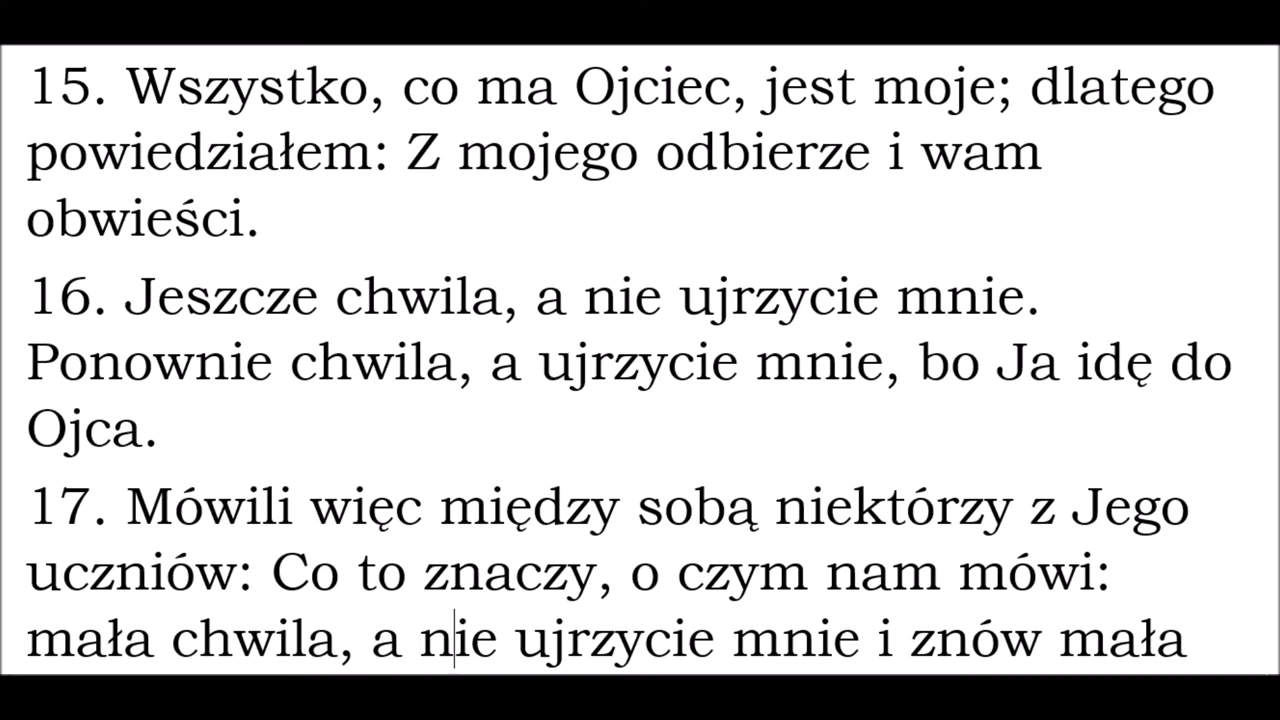 15. Wszystko, co ma Ojciec, jest moje; dlatego
powiedziałem: Z mojego odbierze i wam
obwieści.
16. Jeszcze chwila, a nie ujrzycie mnie.
Ponownie chwila, a ujrzycie mnie, bo Ja idę do
Ojca.
17. Mówili więc między sobą niektórzy z Jego
uczniów: Co to znaczy, o czym nam mówi:
mała chwila, a nie ujrzycie mnie i znów mała